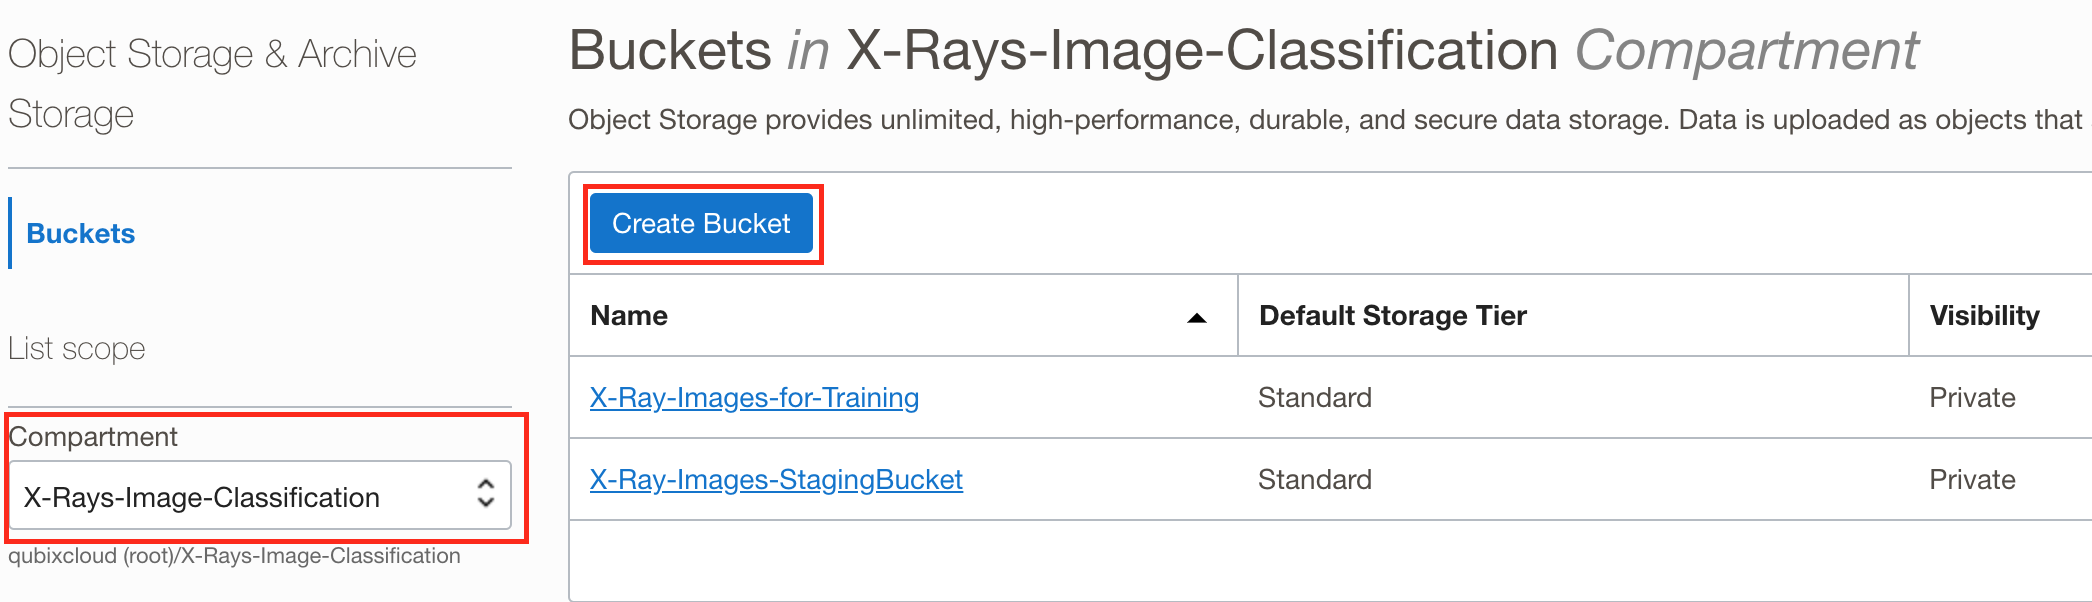 Object Storage & Archive
Storage
Buckets
List scope
Compartment
X-Rays-Image-Classification
qubixcloud (root)/X-Rays-Image-Classification
Buckets in X-Rays-Image-Classification Compartment
Object Storage provides unlimited, high-performance, durable, and secure data storage. Data is uploaded as objects that
Create Bucket
Name Default Storage Tier Visibility
X-Ray-Images-for-Training Standard Private
X-Ray-Images-StagingBucket Standard Private